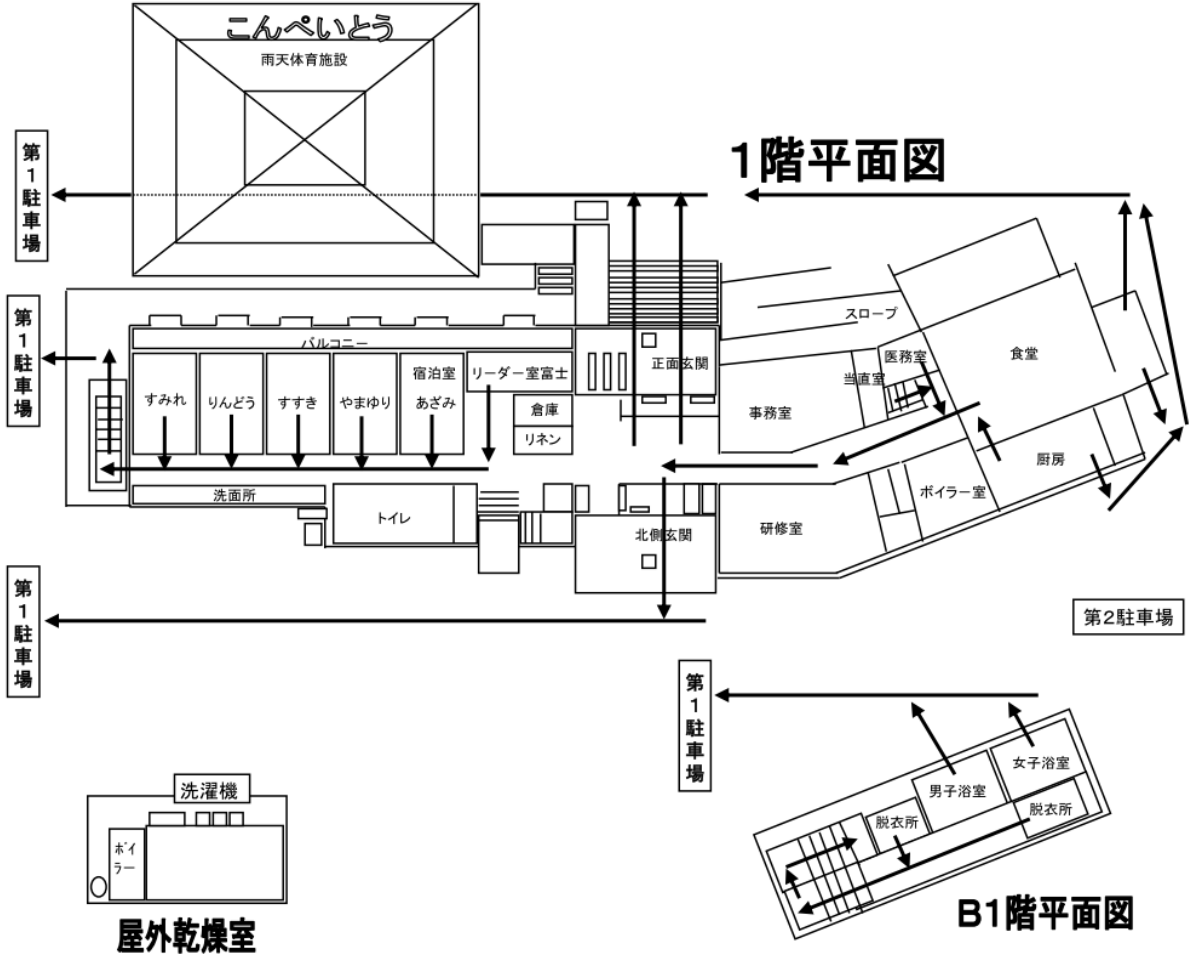 こんぺいとう
雨天体育施設
1階平面図
第1駐車場
第1駐車場
スロープ
バルコニー
正面玄関
医務室
食堂
当直室
宿泊室
リーダー室富士
すみれ
りんどう
すすき
やまゆり
あざみ
倉庫
事務室
リネン
厨房
洗面所
トイレ
ボイラー室
北側玄関
研修室
第1駐車場
第2駐車場
第1駐車場
女子浴室
男子浴室
脱衣所
脱衣所
B1階平面図
洗濯機
ボイ
ラー
屋外乾燥室